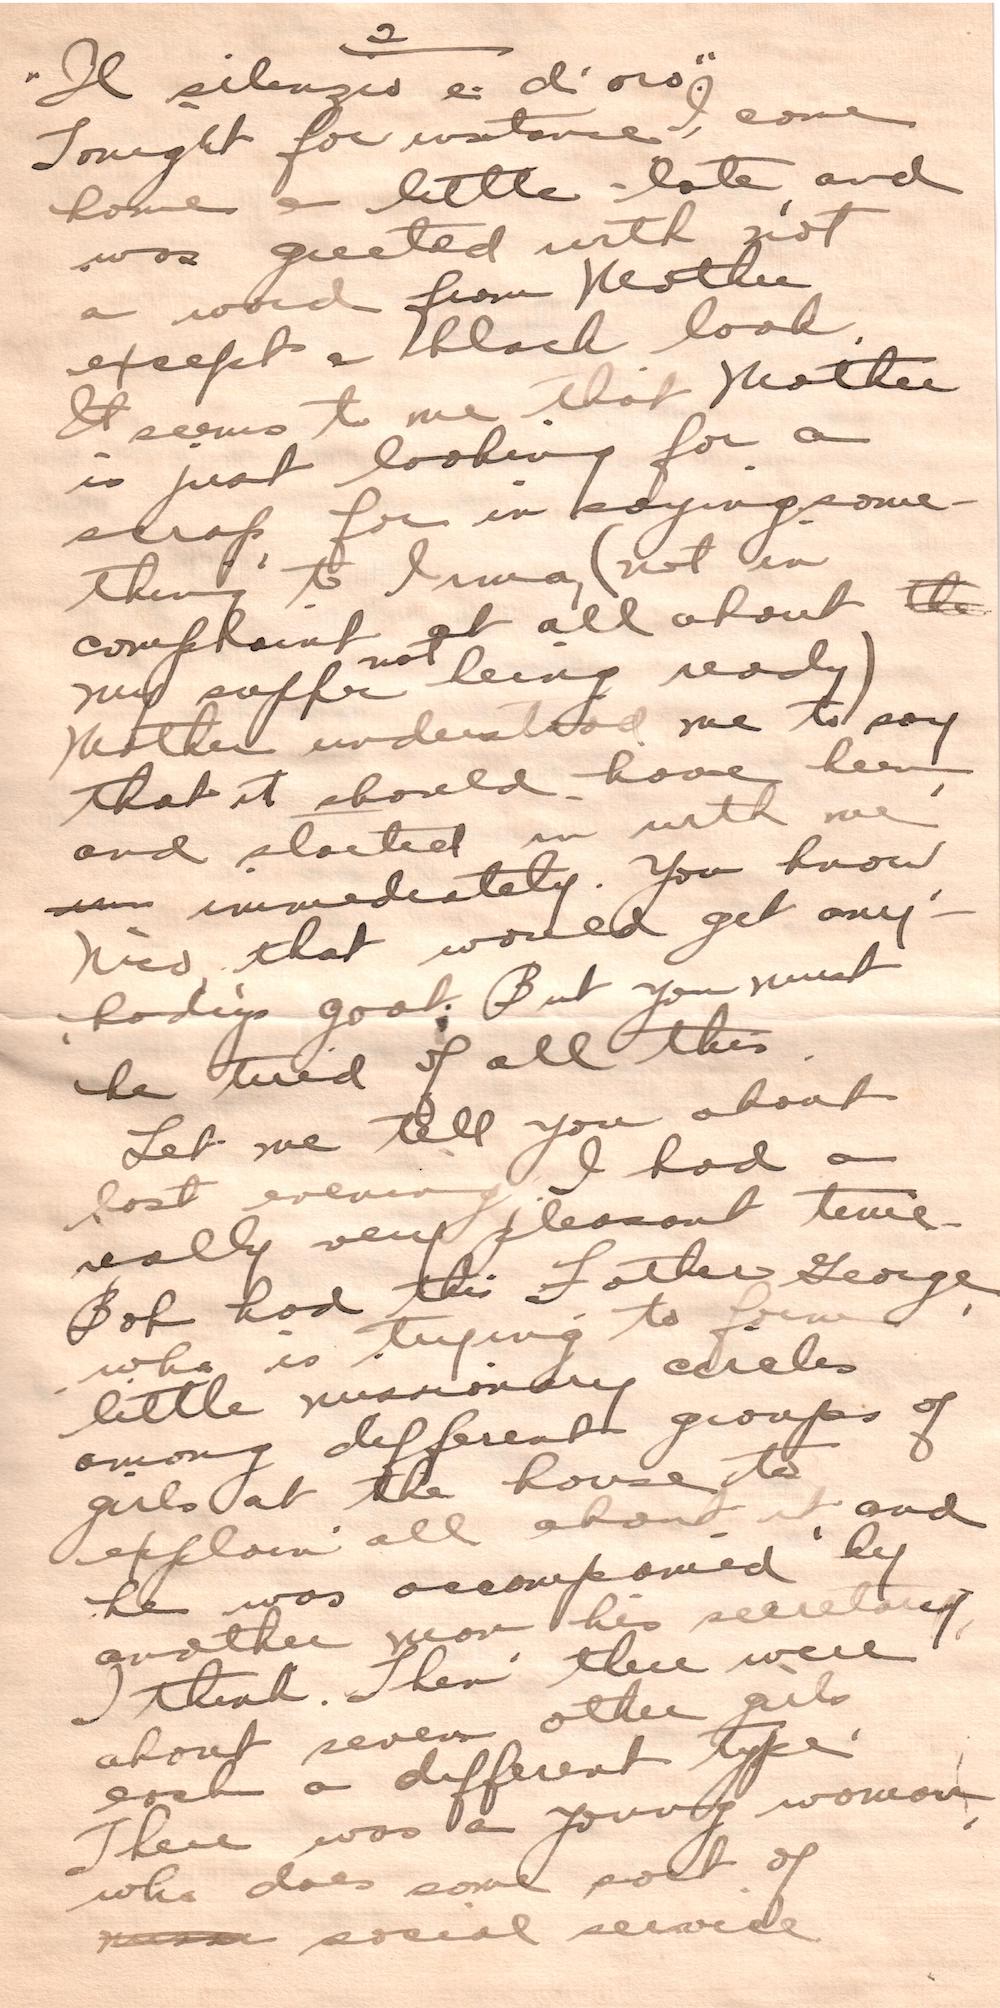 2
"Il silenzio e: d'oro"
Tonight for instance, I come
home a little late, and
was greeted with not
a word from Mother
except a black look.
It seems to me that Mother
is just looking for a
scrap, for in saying some-
thing to Irma, (not in
complaint at all about the
my supper not being ready)
Mother understood me to say
that it should have been,
and started in with me
immediately. You know
Nico, that would get any-
body's goat. But you must
be tired of all this.
Let me tell you about
last evening. I had a
really very pleasant time.
Bob had this Father George,
who is trying to form
little missionary circles
among different groups of
girls at the house to
explain all about it and
he was accompanied by
another man his secretary,
I think. Then there were
about seven other girls
each a different type.
There was a young woman,
who does some sort of
social service